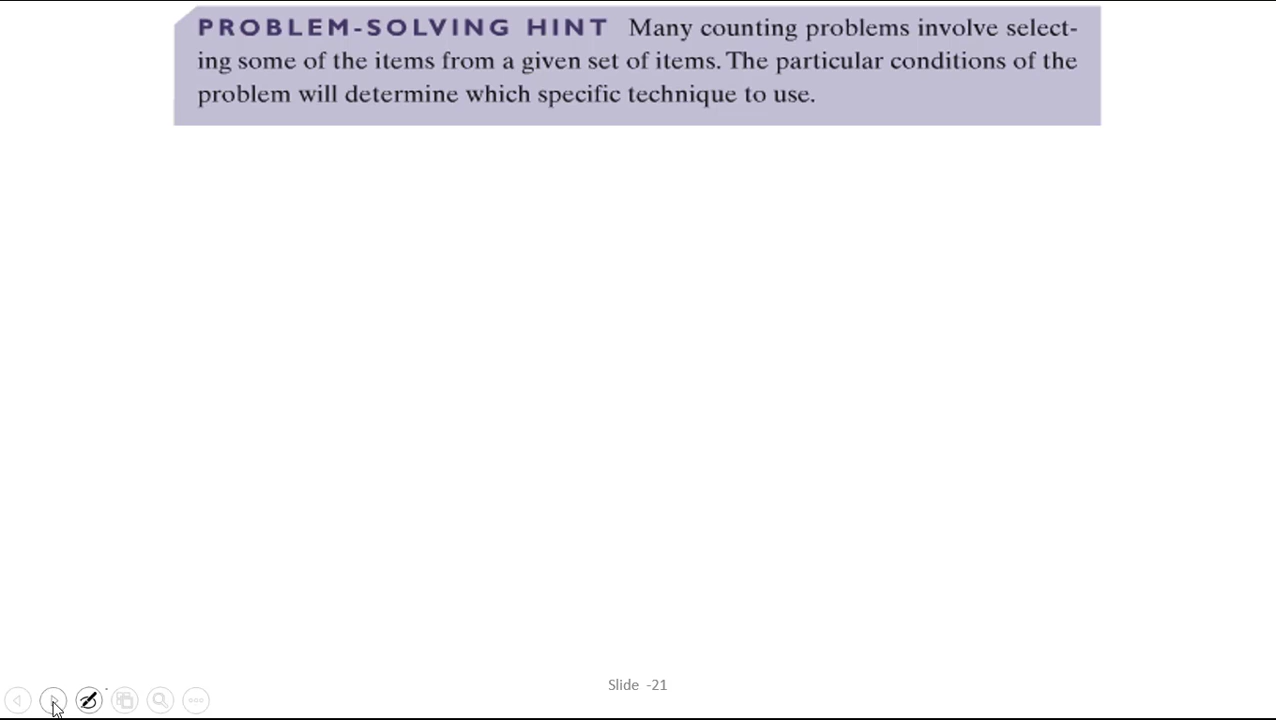 PROBLEM-SOLVING HINT Many counting problems involve select-
ing some of the items from a given set of items. The particular conditions of the
problem will determine which specific technique to use.
Slide -21